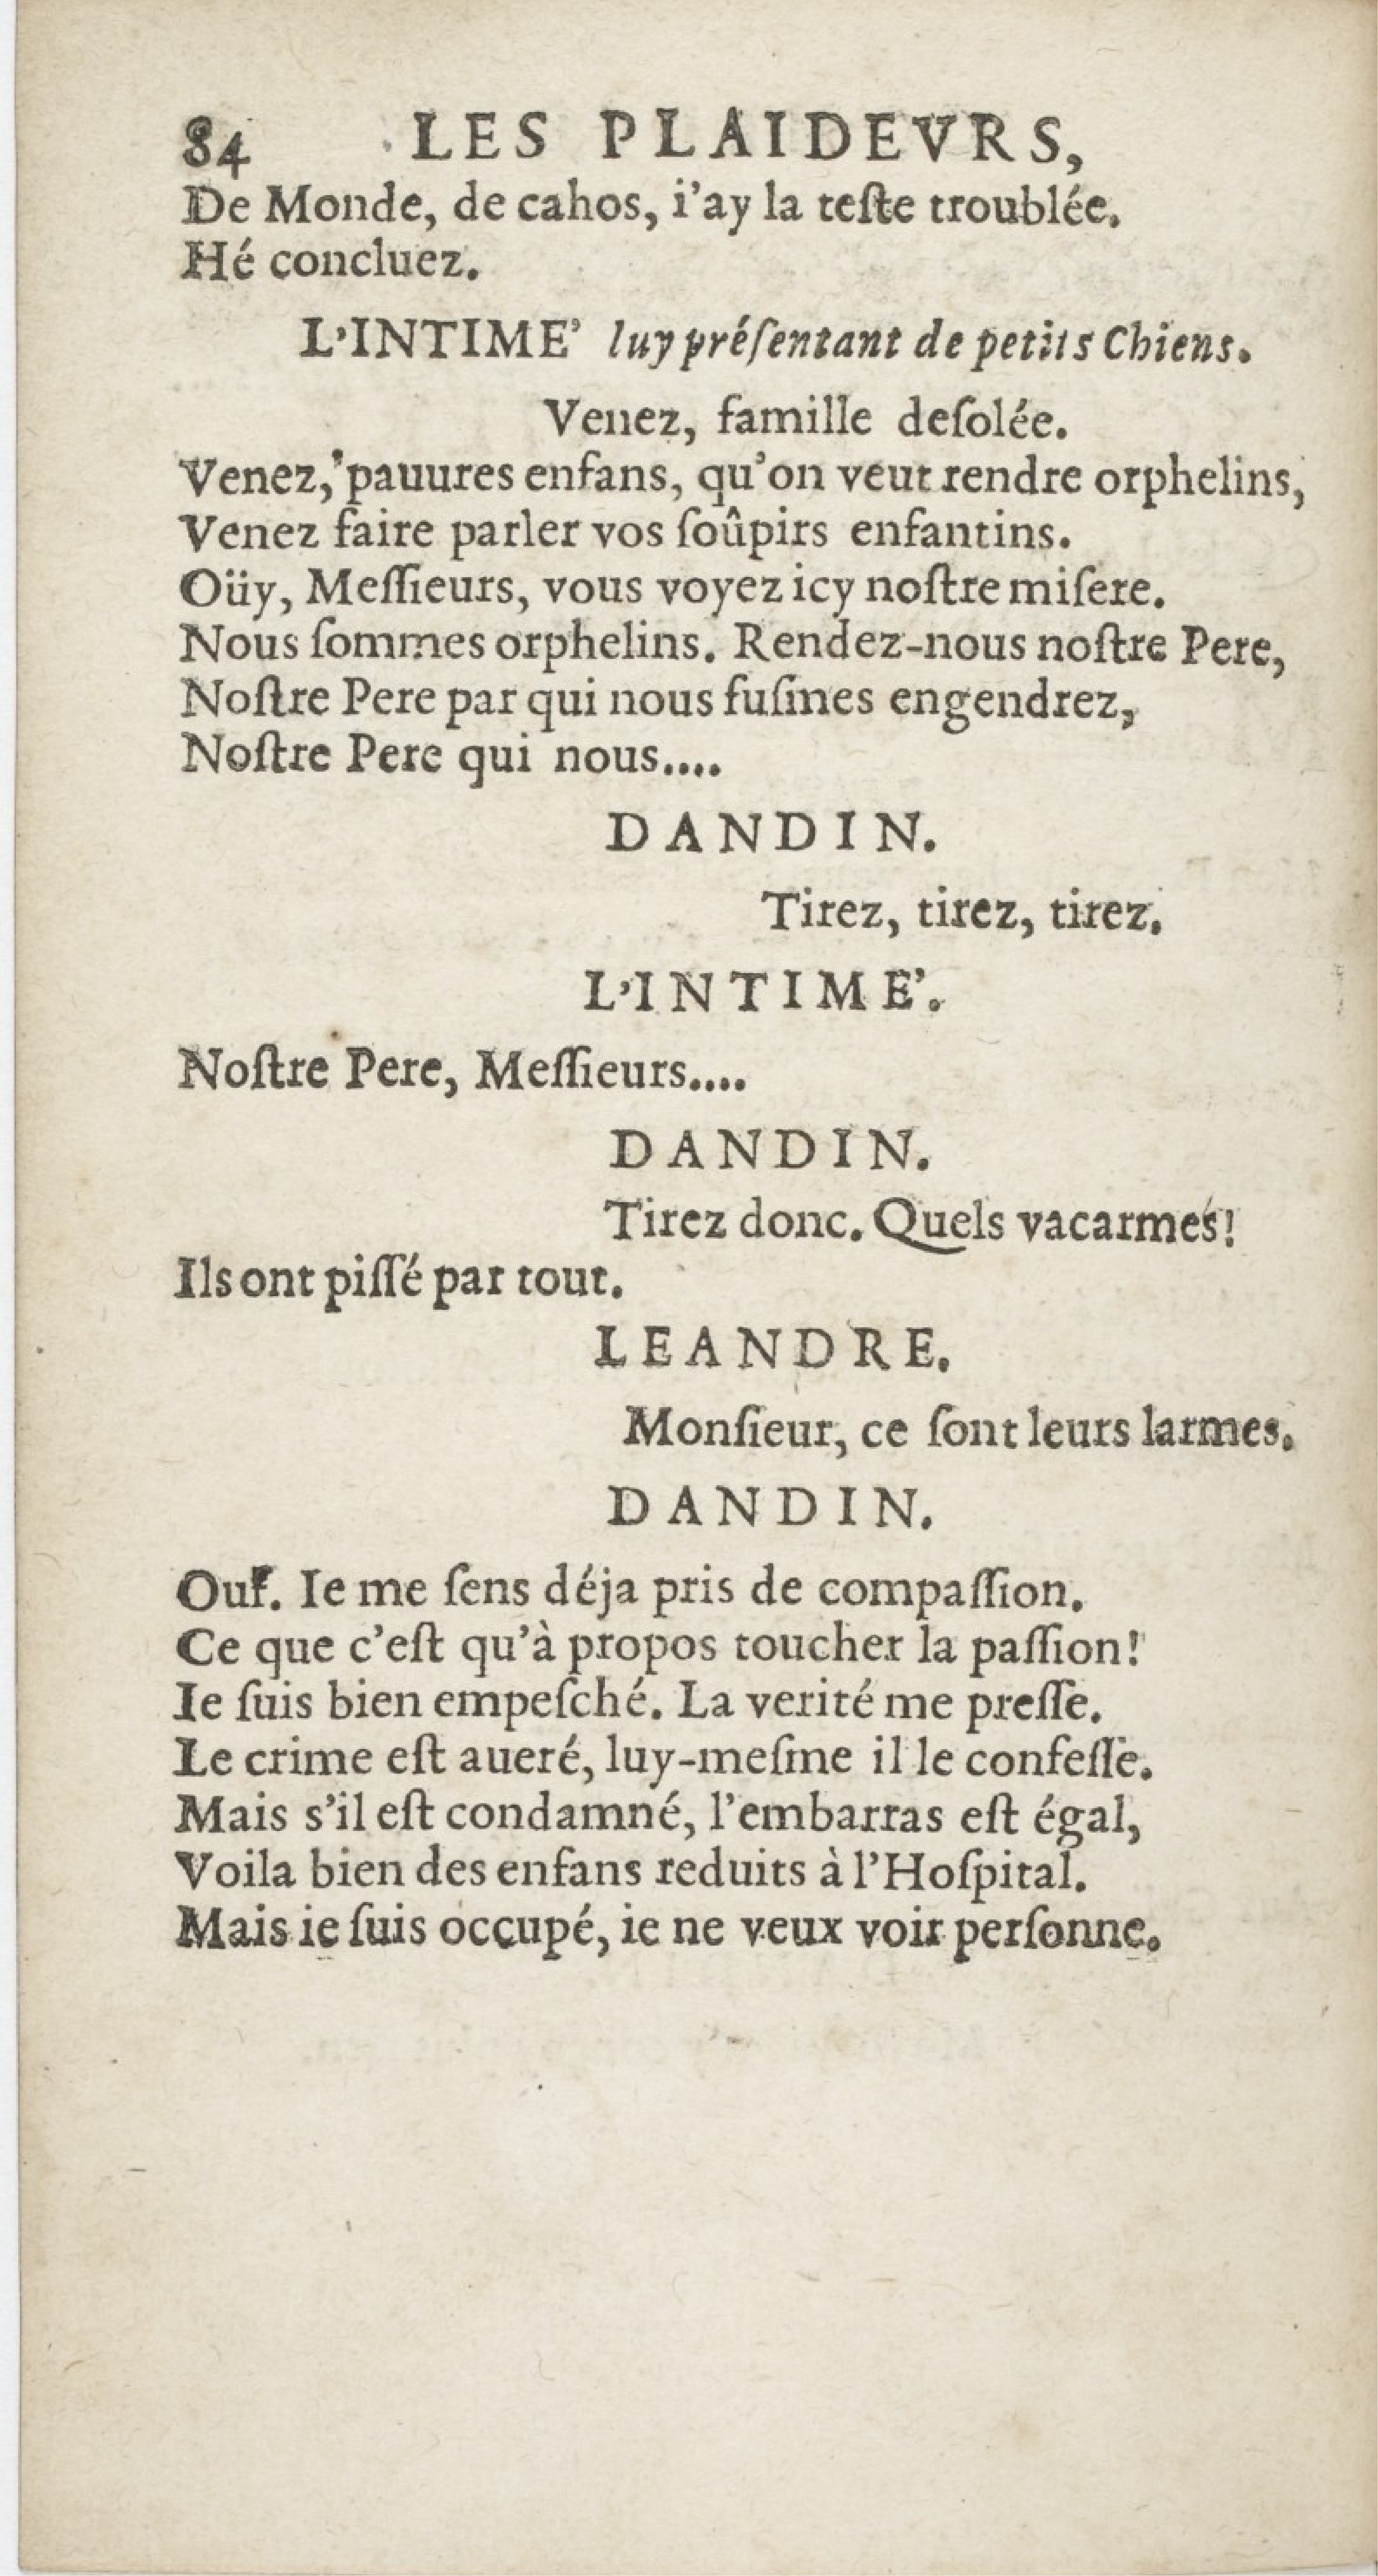 84 LES PLAIDEVRS,
De Monde, de cahos, i'ay la teſte troublée.
Hé concluez.
L'INTIME' luy préſentant de petits Chiens.
Venez, famille deſolée.
Venez, pauures enfans, qu'on veut rendre orphelins,
Venez faire parler vos ſoûpirs enfantins.
Oüy, Meſſieurs, vous voyez icy noſtre miſere.
Nous ſommes orphelins. Rendez-nous noſtre Pere,
Noſtre Pere par qui nous fuſmes engendrez,
Noſtre Pere qui nous....
DANDIN.
Tirez, tirez, tirez.
L'INTIME'.
Noſtre Pere, Meſſieurs....
DANDIN.
Tirez donc. Quels vacarmes!
Ils ont piſſé par tout.
LEANDRE.
Monſieur, ce ſont leurs larmes.
DANDIN.
Ouf. Ie me ſens déja pris de compaſſion.
Ce que c'eſt qu'à propos toucher la paſſion!
Ie ſuis bien empeſché. La verité me preſſe.
Le crime eſt aueré, luy-meſme il le confeſſe.
Mais s'il eſt condamné, l'embarras eſt égal,
Voila bien des enfans reduits à l'Hoſpital.
Mais ie ſuis occupé, ie ne veux voir perſonne.